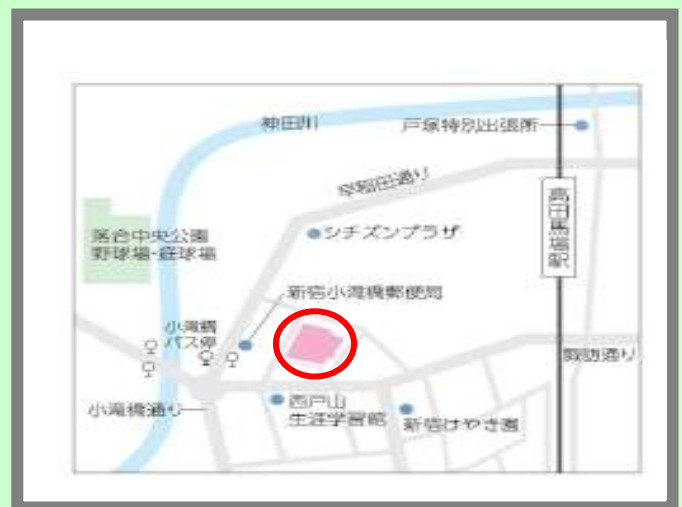 神田川
戸塚特別出張所
早稲田通り
高田馬場駅
シチズンプラザ
落合中央公園
野球場・庭球場
新宿小滝橋郵便局
小滝橋
バス停
諏訪通り
小滝橋通り
西戸山
生涯学習館
新宿けやき園